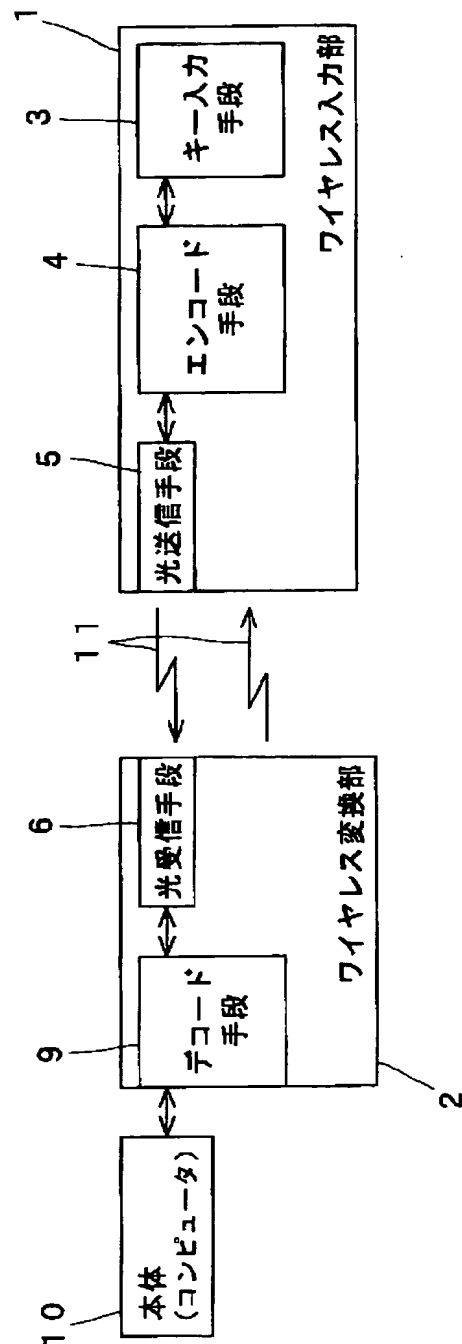 1
3
キー入力
手段
4
エンコード
手段
5
光送信手段
ワイヤレス入力部
11
6
光受信手段
9
デコード
手段
ワイヤレス変換部
2
10
本体
(コンピュータ)